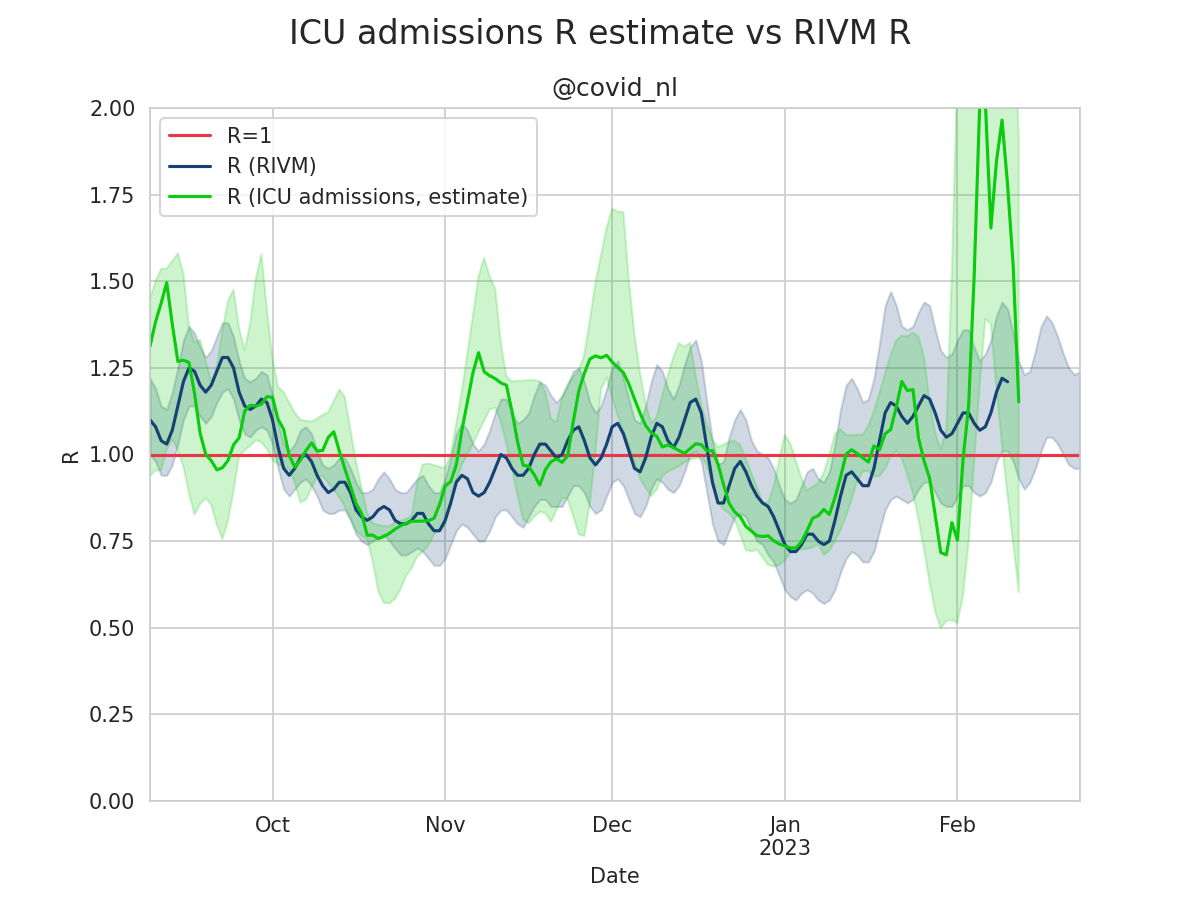 ICU admissions R estimate vs RIVM R
@covid_nl
R=1
R (RIVM)
R (ICU admissions, estimate)
2.00
1.75
1.50
1.25
1.00
0.75
0.50
0.25
0.00
R
Oct
Nov
Dec
Jan
2023
Feb
Date